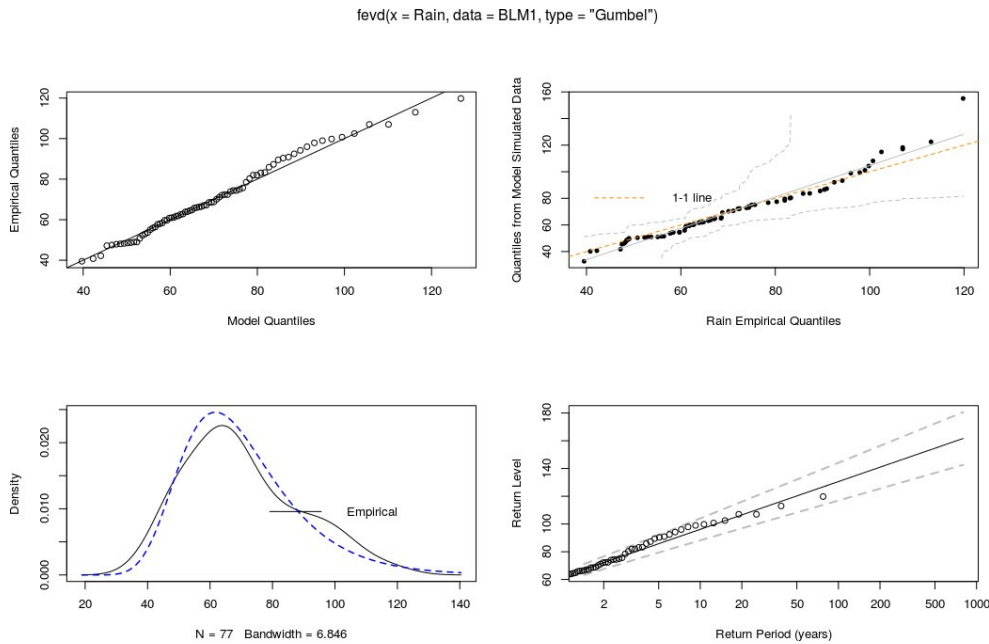 fevd(x = Rain, data = BLM1, type = "Gumbel")
Empirical Quantiles
40 60 80 100 120
40 60 80 100 120
Model Quantiles
Quantiles from Model Simulated Data
40 60 80 100 120
1-1 line
40 60 80 120 160
Rain Empirical Quantiles
Density
0.000 0.010 0.020
Empirical
20 40 60 80 100 120 140
N = 77 Bandwidth = 6.846
Return Level
60 80 100 140 180
2 5 10 20 50 100 200 500 1000
Return Period (years)